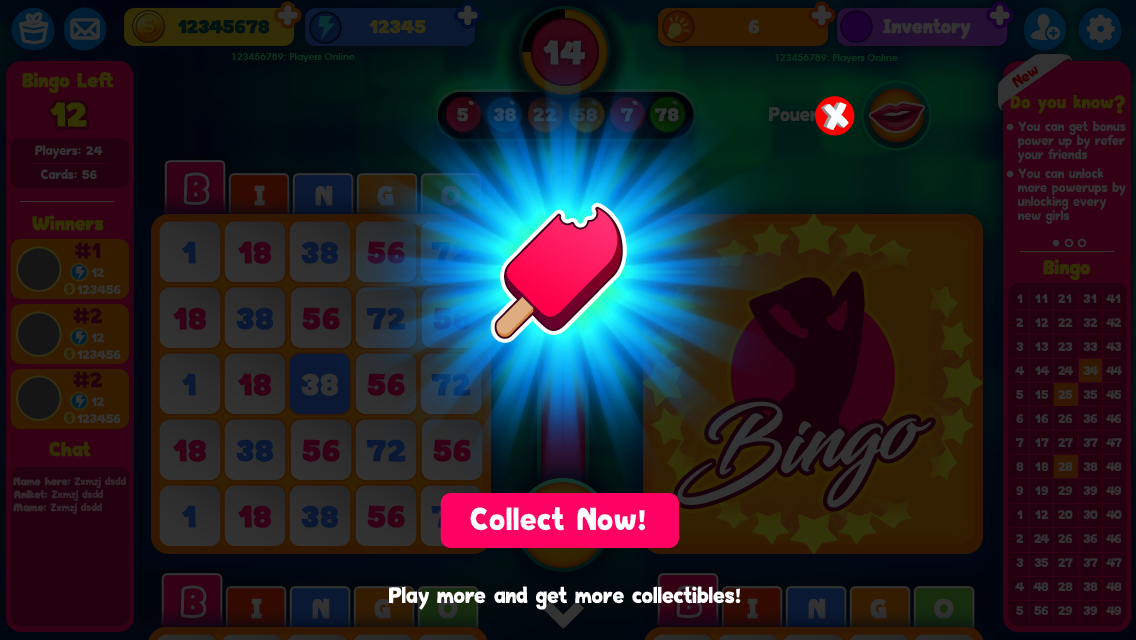 12345678
12345
14
6
Inventory
123456789: Players Online
123456789: Players Online
Bingo Left
12
Players: 24
Cards: 56
Winners
#1
12
123456
#2
12
123456
#2
12
123456
Chat
Name here: Zxmzj dsdd
Aniket: Zxmzj dsdd
Mame: Zxmzj dsdd
5 38 22 58 7 78
Power
X
B I N G O
1 18 38 56 72
18 38 56 72 56
1 18 38 56 72
18 38 56 72 56
1 18 38 56 7
Bingo
Collect Now!
Play more and get more collectibles!
B I N G O
B I N G O
New
Do you know?
You can get bonus
power up by refer
your friends
You can unlock
more powerups by
unlocking every
new girls
Bingo
1 11 21 31 41
2 12 22 32 42
3 13 23 33 43
4 14 24 34 44
5 15 25 35 45
6 16 26 36 46
7 17 27 37 47
8 18 28 38 48
9 19 29 39 49
1 12 20 30 40
2 24 26 36 46
3 35 27 37 47
4 48 28 38 48
5 56 29 39 49